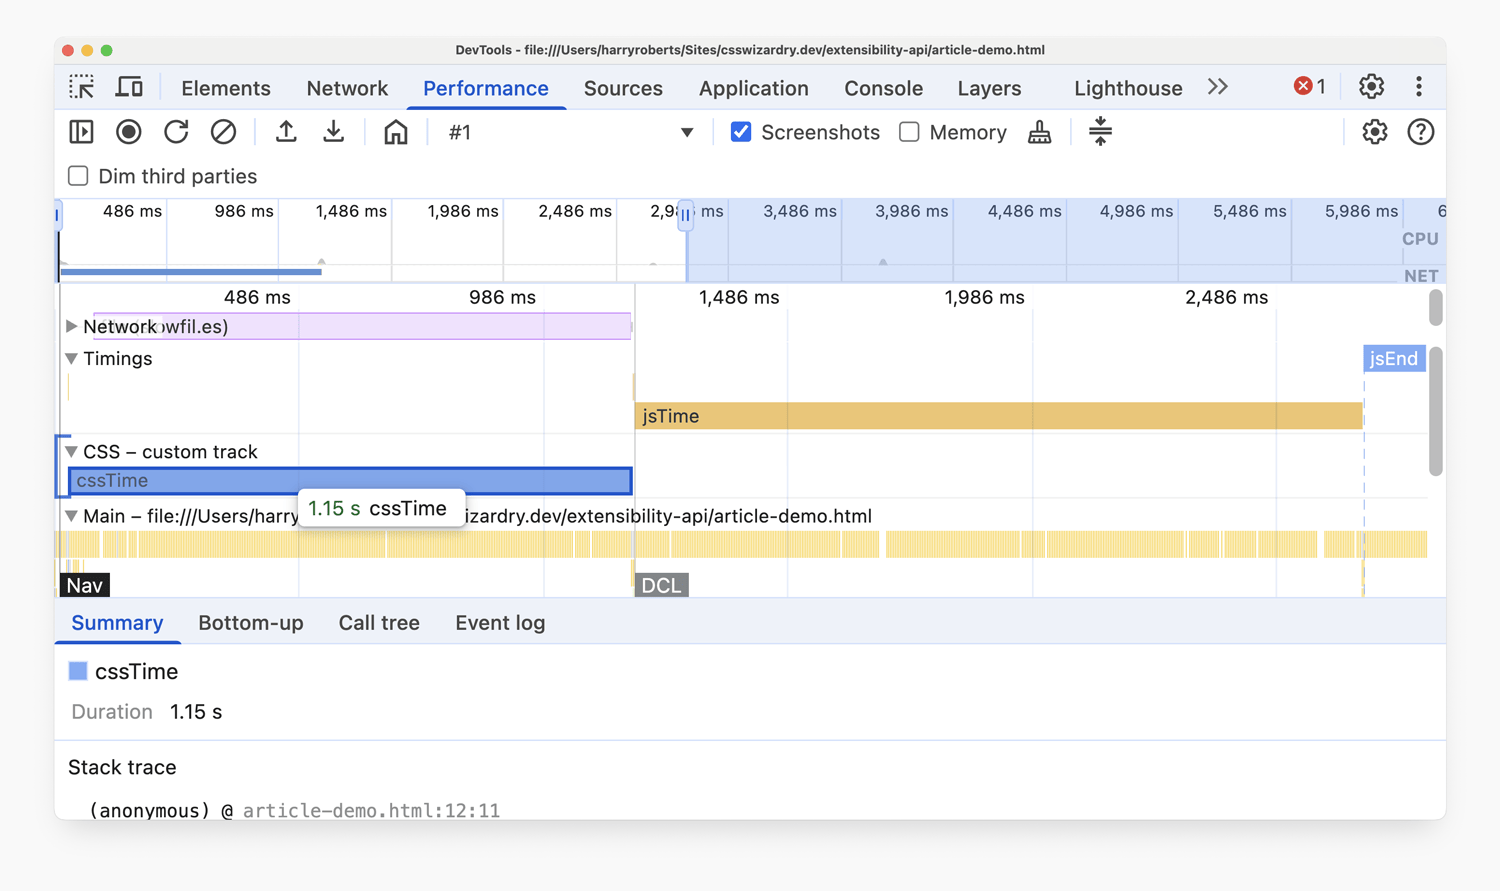 DevTools - file:///Users/harryroberts/Sites/csswizardry.dev/extensibility-api/article-demo.html
Elements Network Performance Sources Application Console Layers Lighthouse 1
#1 Screenshots Memory
Dim third parties
486 ms 986 ms 1,486 ms 1,986 ms 2,486 ms 2,98 ms 3,486 ms 3,986 ms 4,486 ms 4,986 ms 5,486 ms 5,986 ms 6
CPU
NET
486 ms 986 ms 1,486 ms 1,986 ms 2,486 ms
Network owfil.es)
Timings
jsEnd
jsTime
CSS – custom track
cssTime
1.15 s cssTime
Main – file:///Users/harry izardry.dev/extensibility-api/article-demo.html
Nav DCL
Summary Bottom-up Call tree Event log
cssTime
Duration 1.15 s
Stack trace
(anonymous) @ article-demo.html:12:11